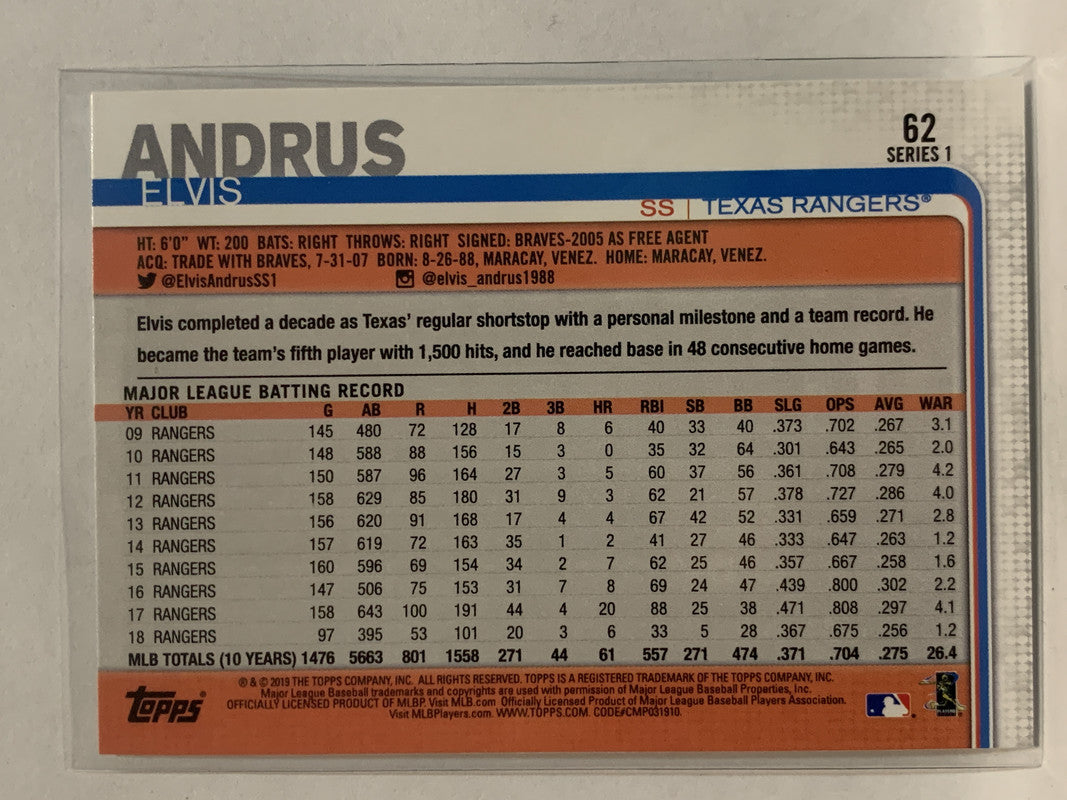 ANDRUS
62
SERIES 1
ELVIS
SS | TEXAS RANGERS®
HT: 6'0" WT: 200 BATS: RIGHT THROWS: RIGHT SIGNED: BRAVES-2005 AS FREE AGENT
ACQ: TRADE WITH BRAVES, 7-31-07 BORN: 8-26-88, MARACAY, VENEZ. HOME: MARACAY, VENEZ.
@ElvisAndrusSS1 @elvis_andrus1988
Elvis completed a decade as Texas' regular shortstop with a personal milestone and a team record. He
became the team's fifth player with 1,500 hits, and he reached base in 48 consecutive home games.
MAJOR LEAGUE BATTING RECORD
YR CLUB G AB R H 2B 3B HR RBI SB BB SLG OPS AVG WAR
09 RANGERS 145 480 72 128 17 8 6 40 33 40 .373 .702 .267 3.1
10 RANGERS 148 588 88 156 15 3 0 35 32 64 .301 .643 .265 2.0
11 RANGERS 150 587 96 164 27 3 5 60 37 56 .361 .708 .279 4.2
12 RANGERS 158 629 85 180 31 9 3 62 21 57 .378 .727 .286 4.0
13 RANGERS 156 620 91 168 17 4 4 67 42 52 .331 .659 .271 2.8
14 RANGERS 157 619 72 163 35 1 2 41 27 46 .333 .647 .263 1.2
15 RANGERS 160 596 69 154 34 2 7 62 25 46 .357 .667 .258 1.6
16 RANGERS 147 506 75 153 31 7 8 69 24 47 .439 .800 .302 2.2
17 RANGERS 158 643 100 191 44 4 20 88 25 38 .471 .808 .297 4.1
18 RANGERS 97 395 53 101 20 3 6 33 5 28 .367 .675 .256 1.2
MLB TOTALS (10 YEARS) 1476 5663 801 1558 271 44 61 557 271 474 .371 .704 .275 26.4
® & © 2019 THE TOPPS COMPANY, INC. ALL RIGHTS RESERVED. TOPPS IS A REGISTERED TRADEMARK OF THE TOPPS COMPANY, INC.
Major League Baseball trademarks and copyrights are used with permission of Major League Baseball Properties, Inc.
OFFICIALLY LICENSED PRODUCT OF MLBP. Visit MLB.com Officially Licensed Product of Major League Baseball Players Association.
Visit MLBPlayers.com. WWW.TOPPS.COM. CODE#CMP031910.
Topps®
PLAYERS